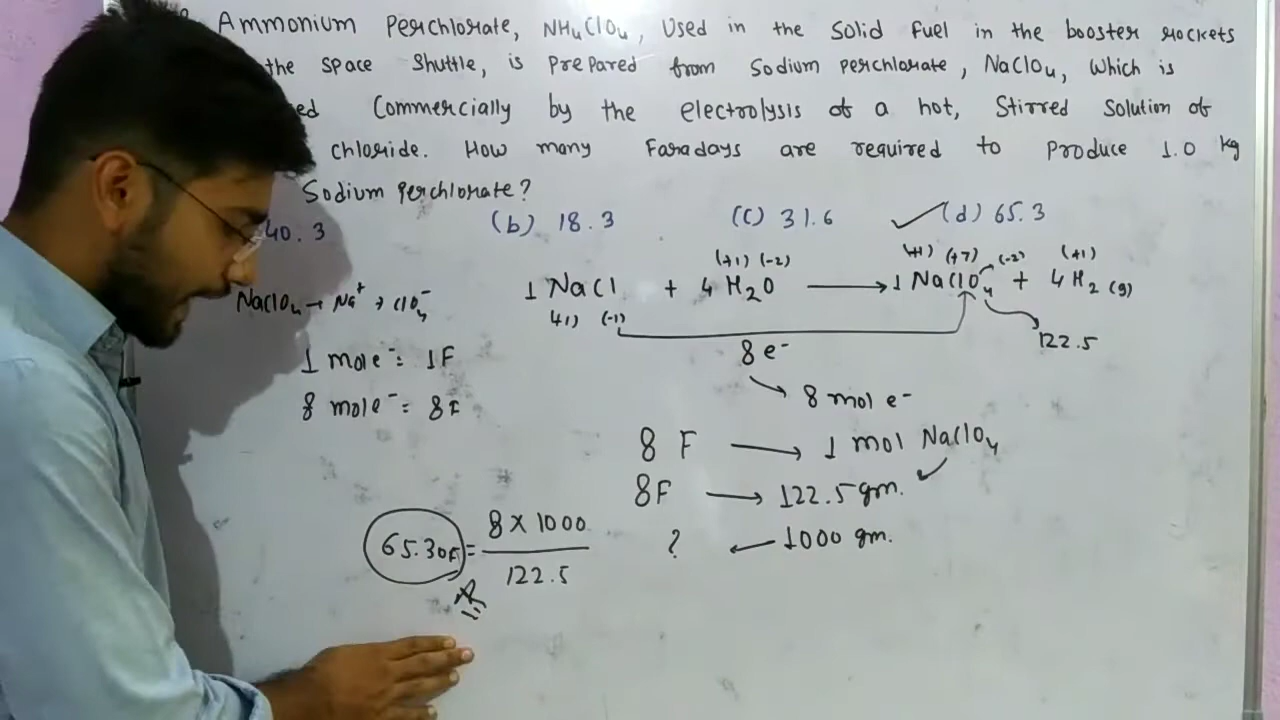 Ammonium Perchlorate, NH4ClO4, Used in the Solid fuel in the booster rockets
the space Shuttle, is prepared from Sodium perchlorate, NaClO4, Which is
ed Commercially by the electrolysis of a hot, Stirred Solution of
chloride. How many Faradays are required to Produce 1.0 kg
Sodium perchlorate?
40.3 (b) 18.3 (c) 31.6 (d) 65.3
(+1) (-2) (+1) (+7) (-2) (+1)
NaClO4 → Na+ + ClO4- 1 NaCl + 4 H2O → 1 NaClO4 + 4 H2 (g)
(+1) (-1)
122.5
1 mole e- = 1F 8 e-
8 mole e- = 8F 8 mol e-
8 F → 1 mol NaClO4
8F → 122.5 gm.
65.30F = 8 × 1000 / 122.5 ? ← 1000 gm.